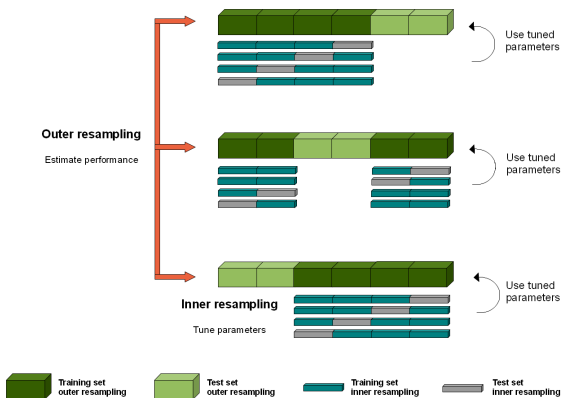 Use tuned
parameters
Outer resampling
Estimate performance
Use tuned
parameters
Use tuned
parameters
Inner resampling
Tune parameters
Training set
outer resampling
Test set
outer resampling
Training set
inner resampling
Test set
inner resampling